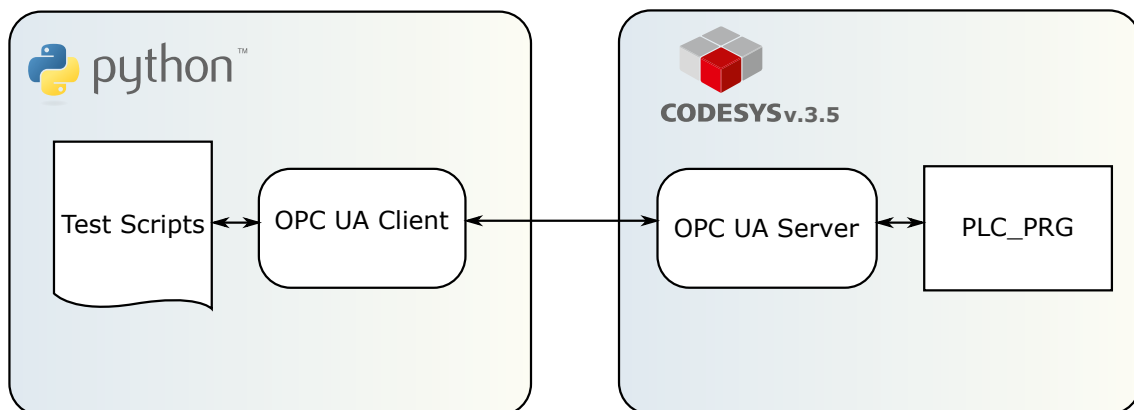 python™
CODESYS v.3.5
Test Scripts
OPC UA Client
OPC UA Server
PLC_PRG